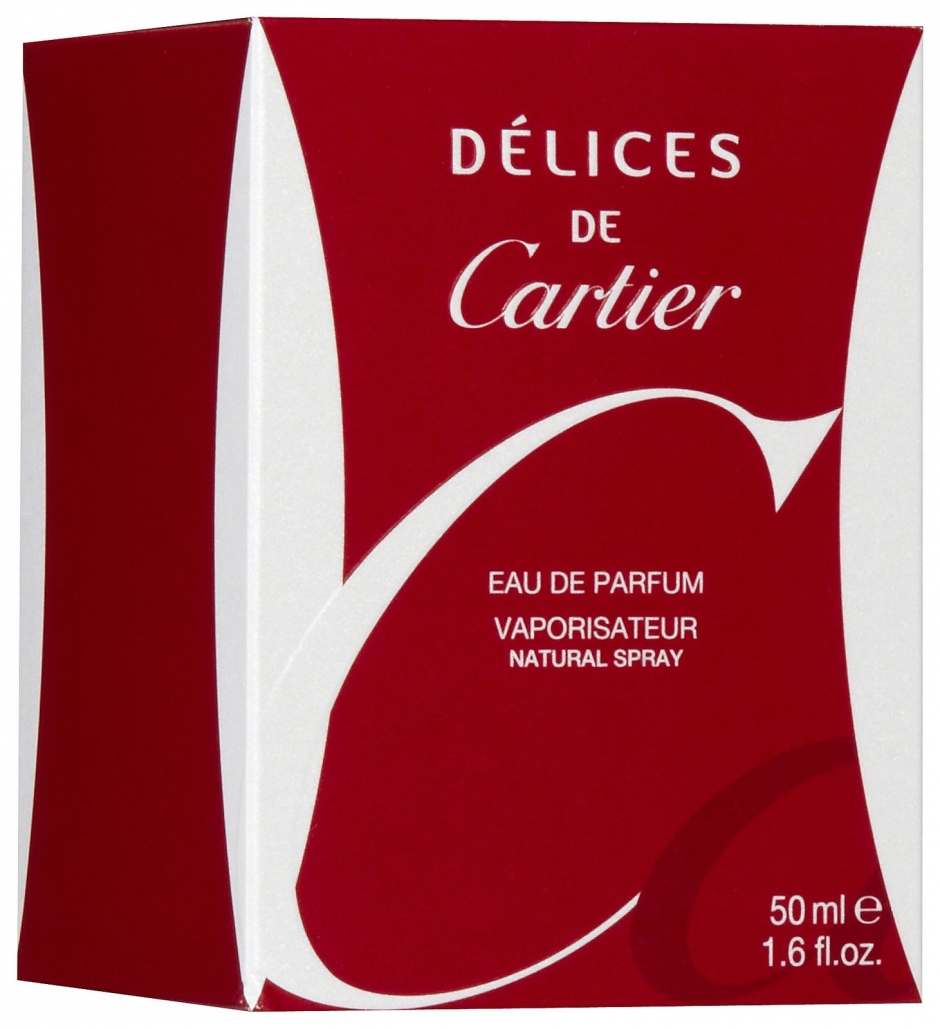 DÉLICES
DE
Cartier
EAU DE PARFUM
VAPORISATEUR
NATURAL SPRAY
50 ml ℮
1.6 fl.oz.